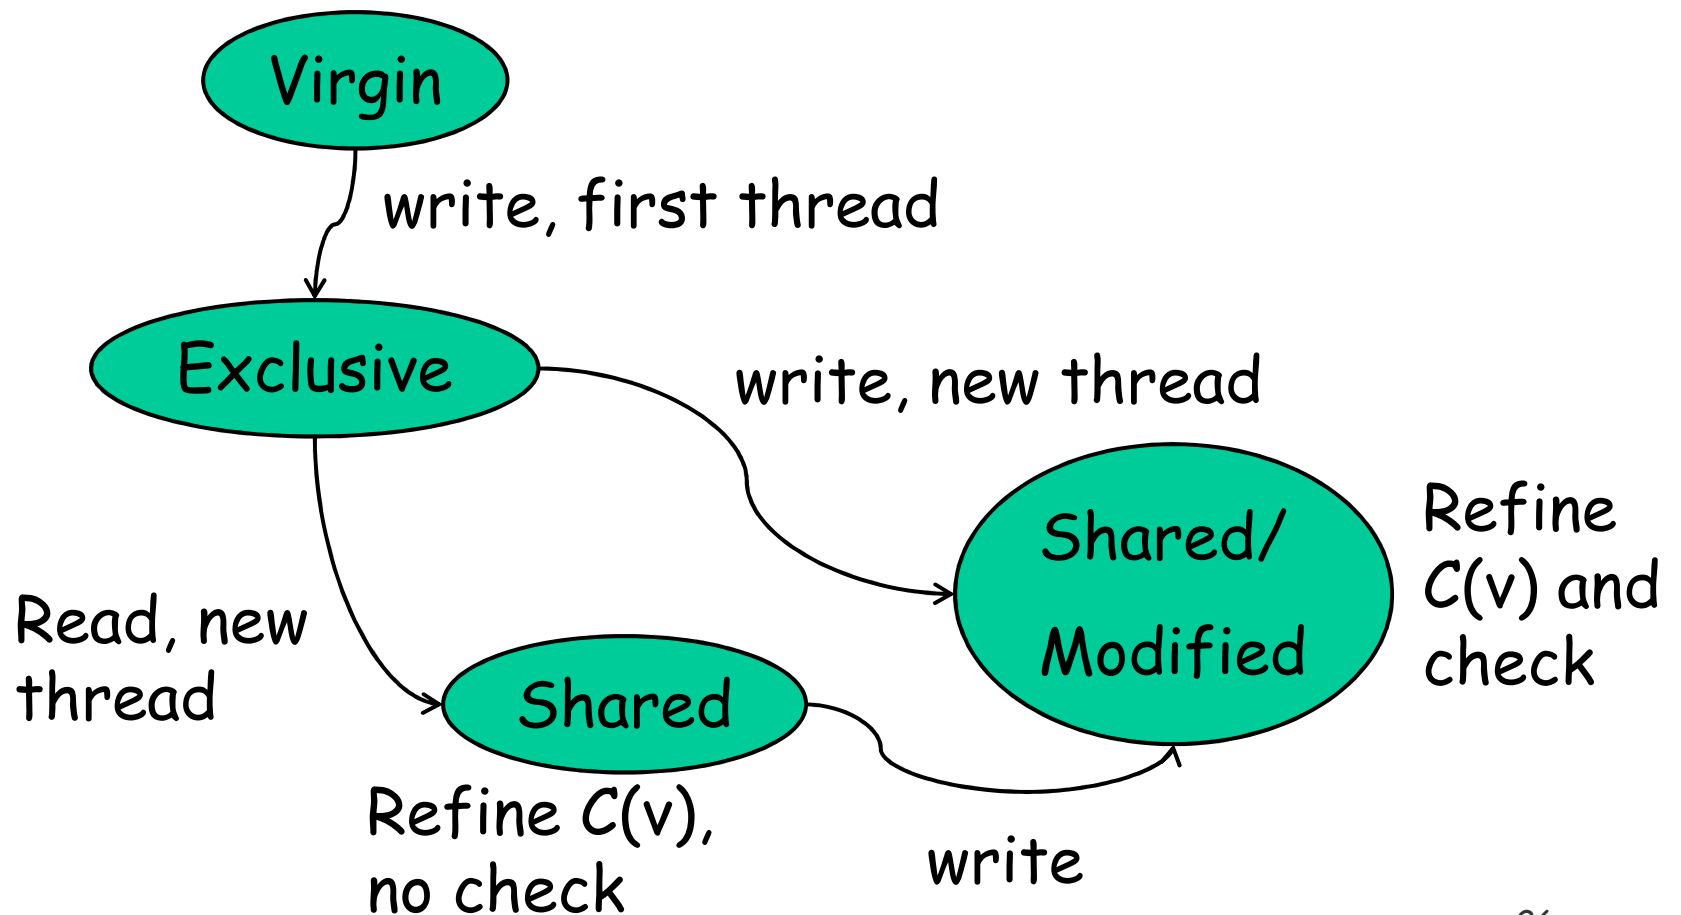 Virgin
write, first thread
Exclusive
write, new thread
Read, new
thread
Shared/
Modified
Refine
C(v) and
check
Shared
Refine C(v),
no check
write